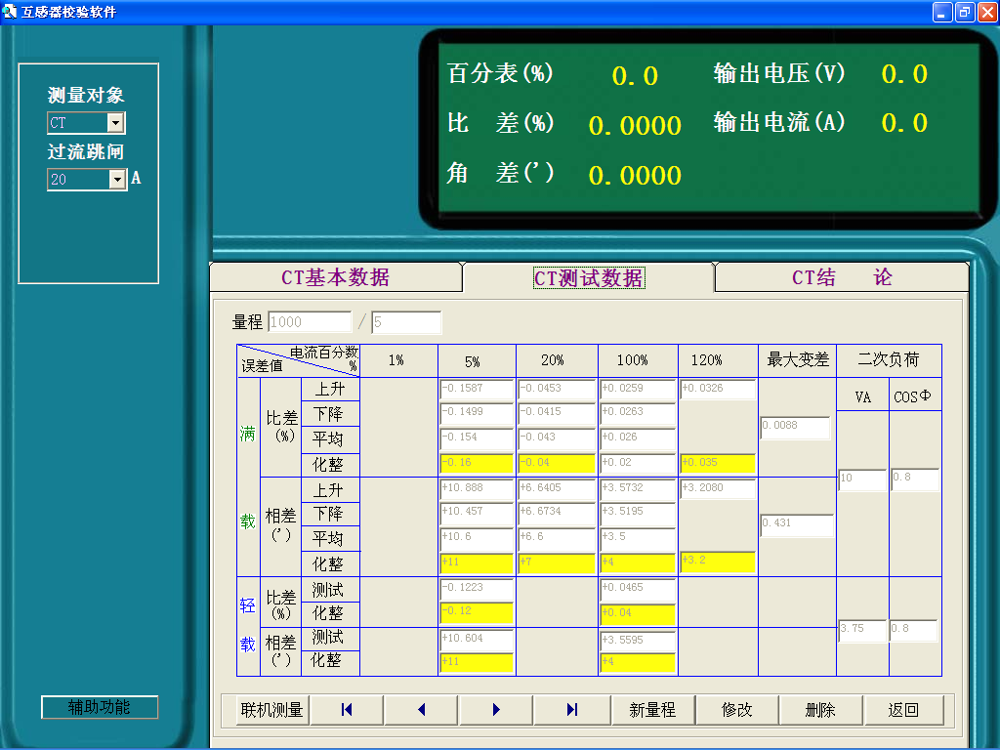 互感器校验软件
测量对象
CT
过流跳闸
20 A
百分表(%) 0.0 输出电压(V) 0.0
比 差(%) 0.0000 输出电流(A) 0.0
角 差(') 0.0000
CT基本数据 CT测试数据 CT结 论
量程 1000 / 5
电流百分数 % 误差值 1% 5% 20% 100% 120% 最大变差 二次负荷
VA COSΦ
满载 比差(%) 上升 -0.1587 -0.0453 +0.0259 +0.0326
下降 -0.1499 -0.0415 +0.0263 0.0088
平均 -0.154 -0.043 +0.026
化整 -0.16 -0.04 +0.02 +0.035
10 0.8
相差(') 上升 +10.888 +6.6405 +3.5732 +3.2080
下降 +10.457 +6.6734 +3.5195 0.431
平均 +10.6 +6.6 +3.5
化整 +11 +7 +4 +3.2
轻载 比差(%) 测试 -0.1223 +0.0465
化整 -0.12 +0.04
3.75 0.8
相差(') 测试 +10.604 +3.5595
化整 +11 +4
辅助功能
联机测量 新量程 修改 删除 返回